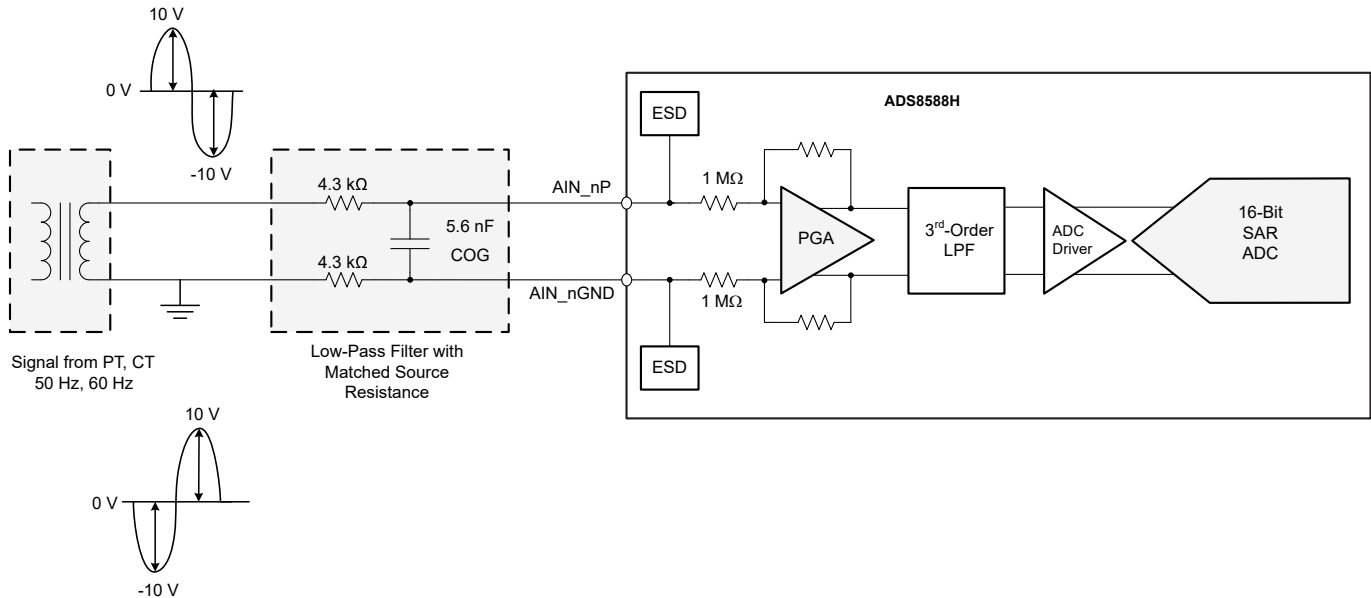 10 V
0 V
-10 V
Signal from PT, CT
50 Hz, 60 Hz
4.3 kΩ
5.6 nF
COG
4.3 kΩ
Low-Pass Filter with
Matched Source
Resistance
AIN_nP
AIN_nGND
ADS8588H
ESD
1 MΩ
PGA
1 MΩ
ESD
3rd-Order
LPF
ADC
Driver
16-Bit
SAR
ADC
10 V
0 V
-10 V